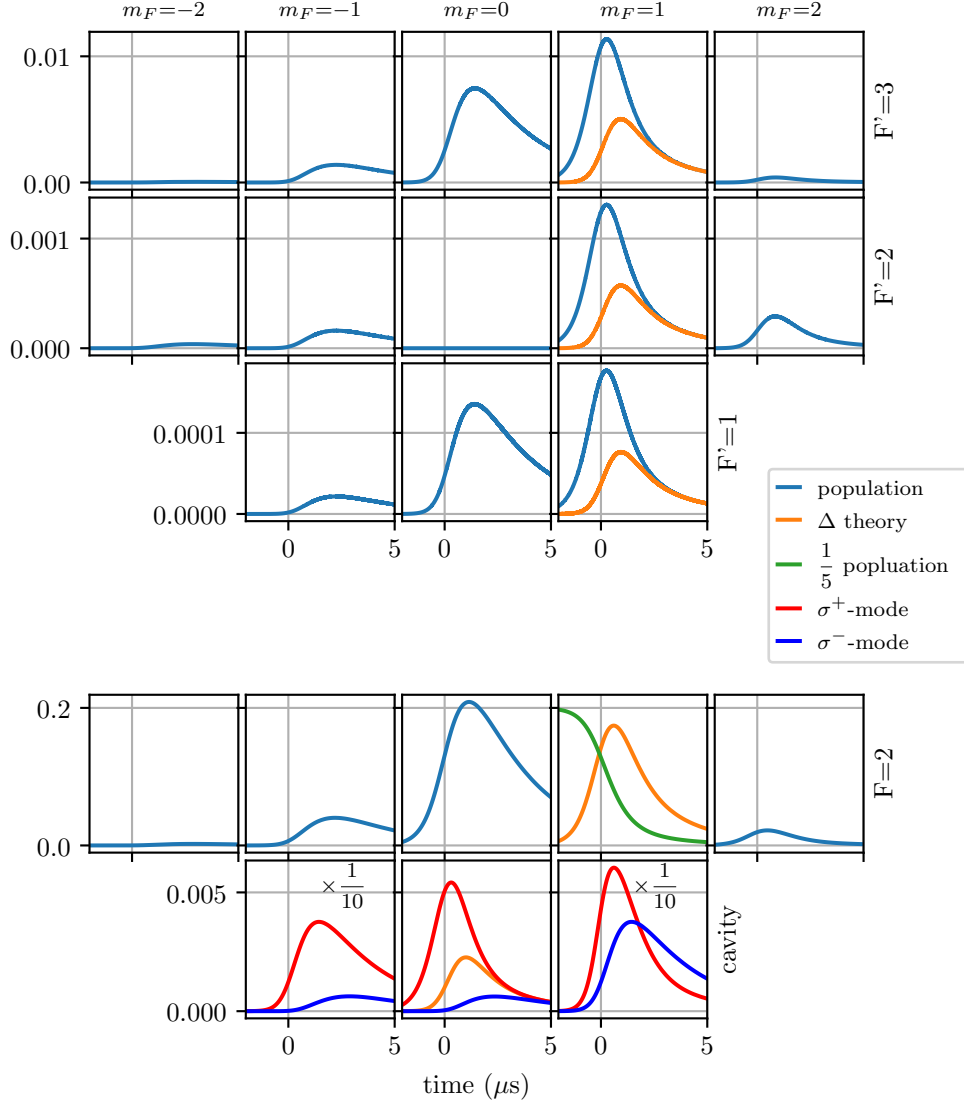 m_F=−2 m_F=−1 m_F=0 m_F=1 m_F=2
0.01
0.00
F'=3
0.001
0.000
F'=2
0.0001
0.0000
F'=1
0 5 0 5 0 5
population
Δ theory
1/5 popluation
σ⁺-mode
σ⁻-mode
0.2
0.0
F=2
×1/10 ×1/10
0.005
0.000
cavity
0 5 0 5 0 5
time (μs)